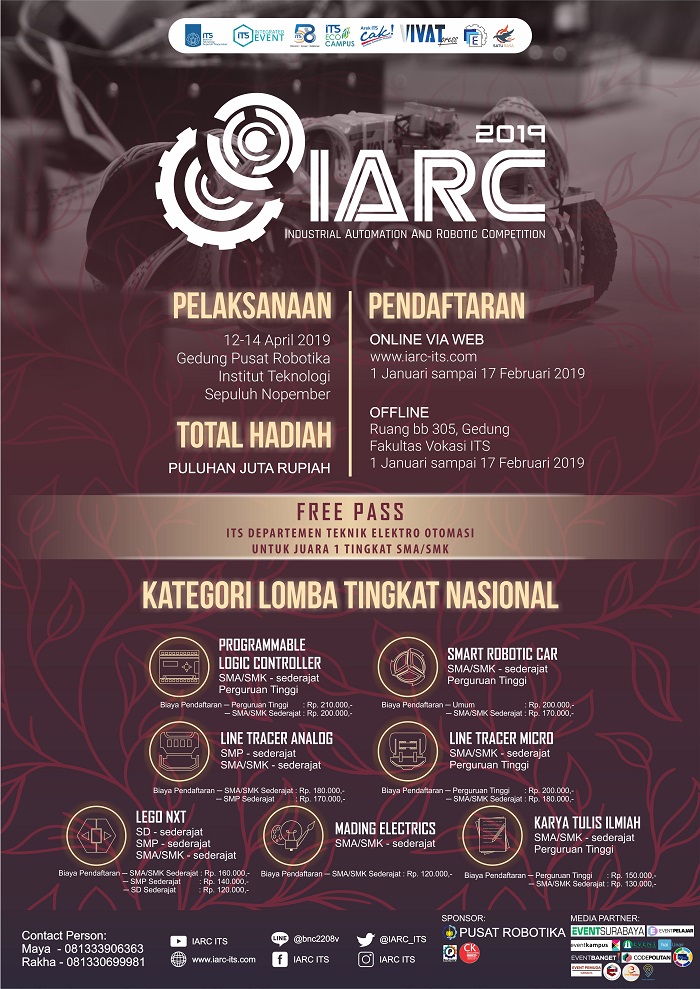 ITS
ITS INTEGRATED EVENT
ITS
ITS ECO CAMPUS
Arek ITS cak!
VIVAT press
SATU RASA
2019
IARC
INDUSTRIAL AUTOMATION AND ROBOTIC COMPETITION
PELAKSANAAN
12-14 April 2019
Gedung Pusat Robotika
Institut Teknologi
Sepuluh Nopember
TOTAL HADIAH
PULUHAN JUTA RUPIAH
PENDAFTARAN
ONLINE VIA WEB
www.iarc-its.com
1 Januari sampai 17 Februari 2019
OFFLINE
Ruang bb 305, Gedung
Fakultas Vokasi ITS
1 Januari sampai 17 Februari 2019
FREE PASS
ITS DEPARTEMEN TEKNIK ELEKTRO OTOMASI
UNTUK JUARA 1 TINGKAT SMA/SMK
KATEGORI LOMBA TINGKAT NASIONAL
PROGRAMMABLE
LOGIC CONTROLLER
SMA/SMK - sederajat
Perguruan Tinggi
Biaya Pendaftaran — Perguruan Tinggi : Rp. 210.000,-
— SMA/SMK Sederajat : Rp. 200.000,-
SMART ROBOTIC CAR
SMA/SMK - sederajat
Perguruan Tinggi
Biaya Pendaftaran — Umum : Rp. 200.000,-
— SMA/SMK Sederajat : Rp. 170.000,-
LINE TRACER ANALOG
SMP - sederajat
SMA/SMK - sederajat
Biaya Pendaftaran — SMA/SMK Sederajat : Rp. 180.000,-
— SMP Sederajat : Rp. 170.000,-
LINE TRACER MICRO
SMA/SMK - sederajat
Perguruan Tinggi
Biaya Pendaftaran — Perguruan Tinggi : Rp. 200.000,-
— SMA/SMK Sederajat : Rp. 180.000,-
LEGO NXT
SD - sederajat
SMP - sederajat
SMA/SMK - sederajat
Biaya Pendaftaran — SMA/SMK Sederajat : Rp. 160.000,-
— SMP Sederajat : Rp. 140.000,-
— SD Sederajat : Rp. 120.000,-
MADING ELECTRICS
SMA/SMK - sederajat
Biaya Pendaftaran — SMA/SMK Sederajat : Rp. 120.000,-
KARYA TULIS ILMIAH
SMA/SMK - sederajat
Perguruan Tinggi
Biaya Pendaftaran — Perguruan Tinggi : Rp. 150.000,-
— SMA/SMK Sederajat : Rp. 130.000,-
Contact Person:
Maya - 081333906363
Rakha - 081330699981
IARC ITS
www.iarc-its.com
LINE @bnc2208v
IARC ITS
@IARC_ITS
IARC ITS
SPONSOR:
PUSAT ROBOTIKA
CK
MEDIA PARTNER:
EVENTSURABAYA
EVENTPELAJAR
eventkampus
EVENTBANGET
CODEPOLITAN
EVENT PEMUDA